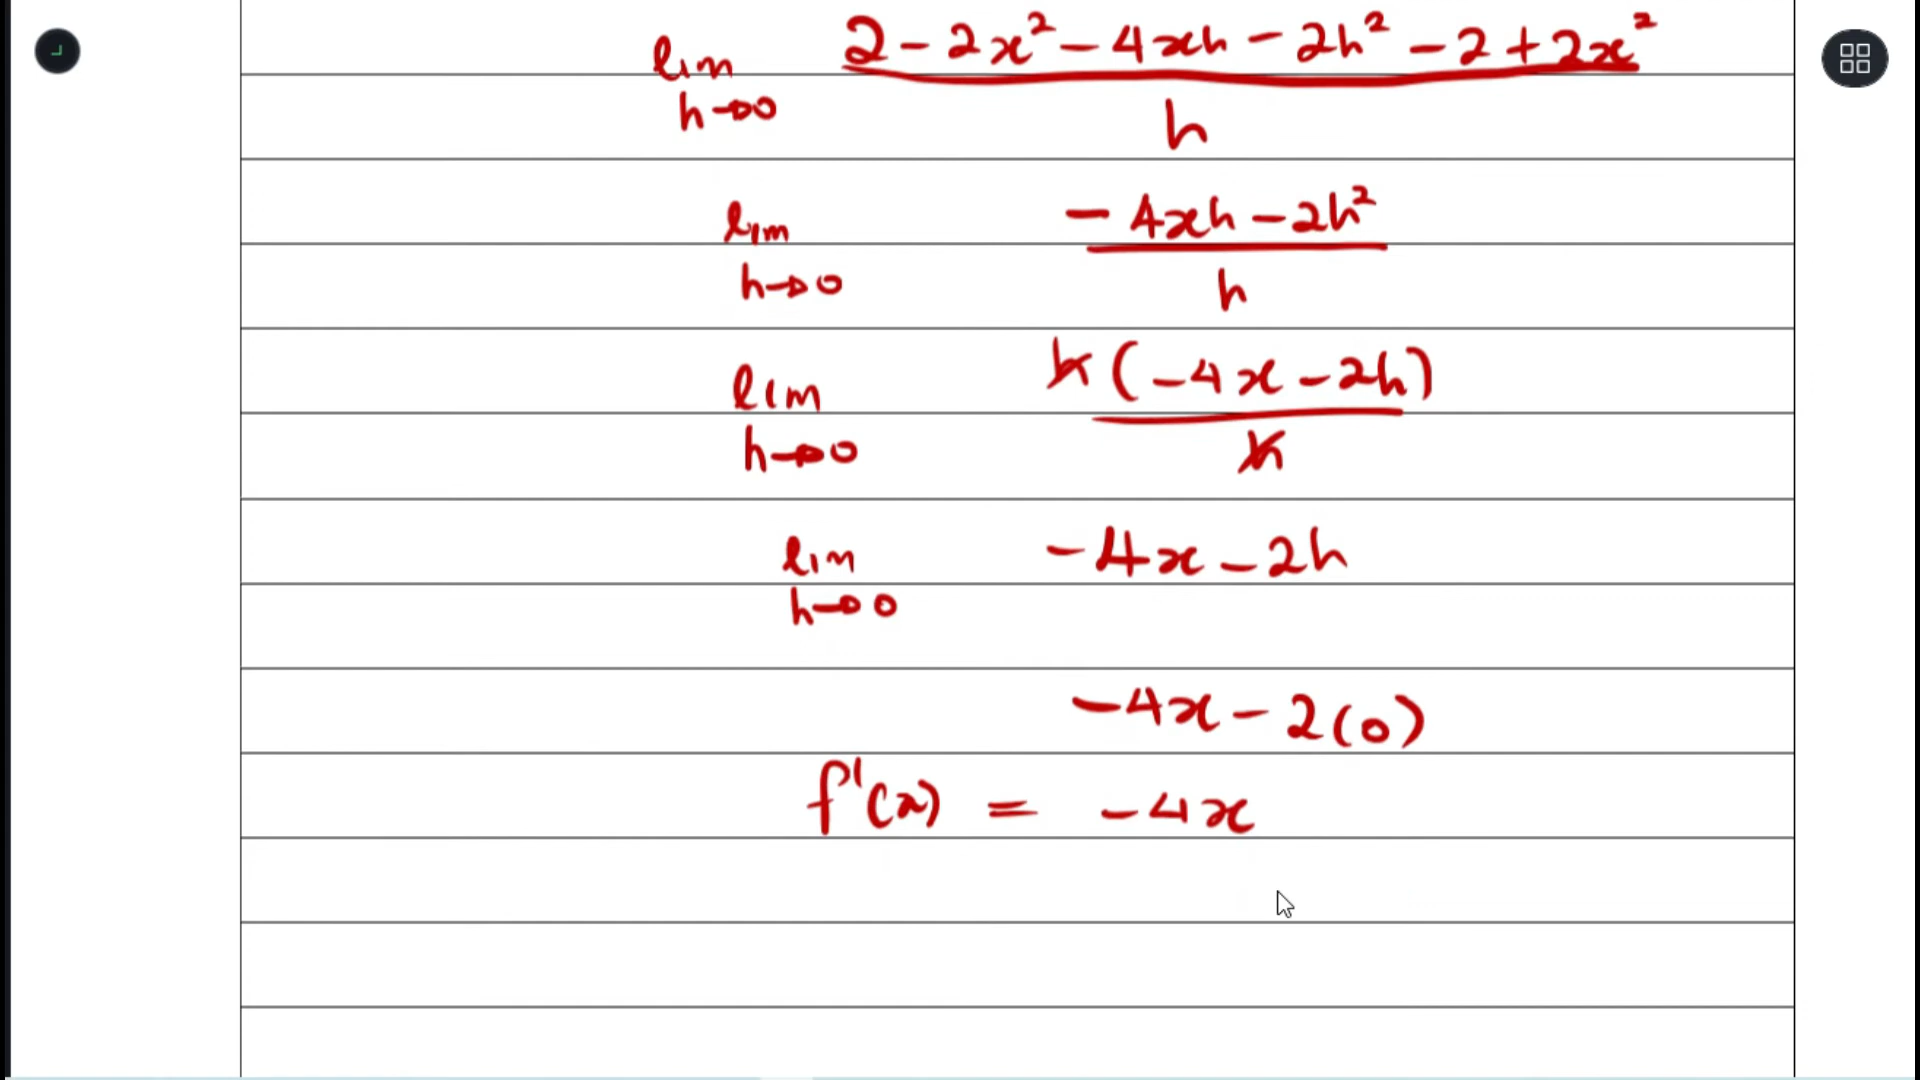 lim 2 - 2x² - 4xh - 2h² - 2 + 2x²
h→0 h
lim - 4xh - 2h²
h→0 h
lim h(-4x - 2h)
h→0 h
lim -4x - 2h
h→0
-4x - 2(0)
f'(x) = -4x